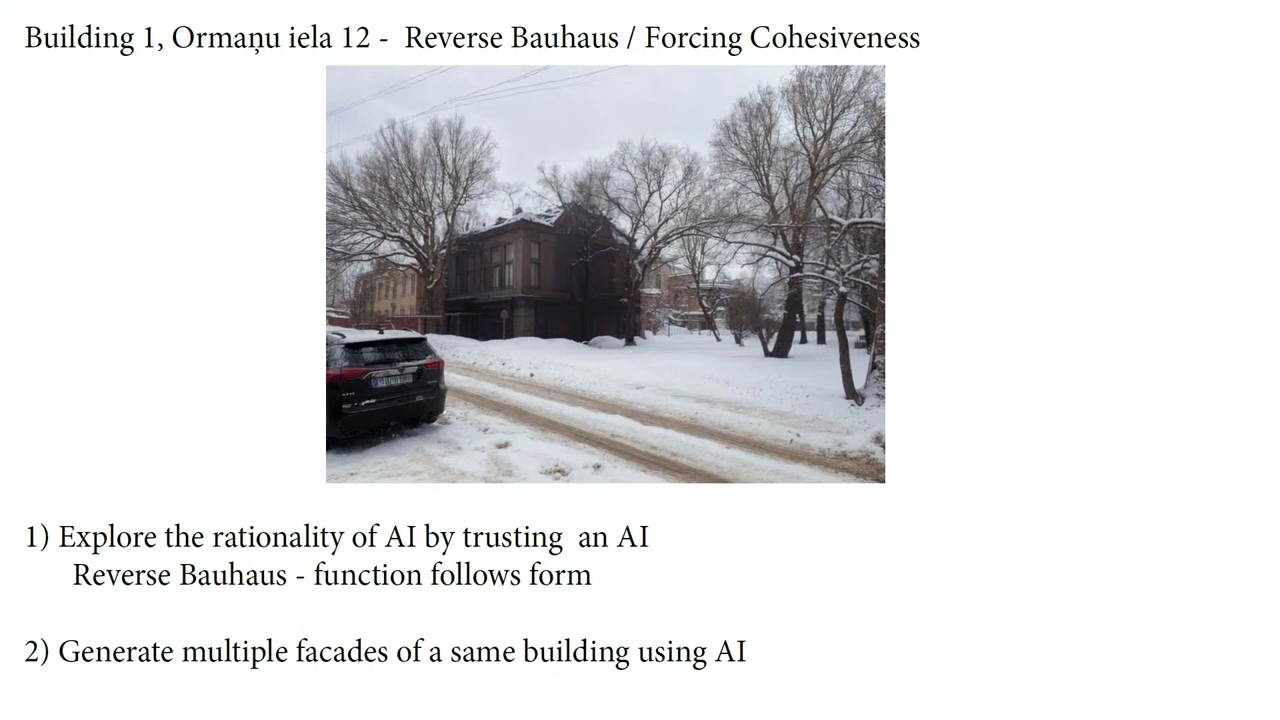 Building 1, Ormaņu iela 12 - Reverse Bauhaus / Forcing Cohesiveness
1) Explore the rationality of AI by trusting an AI
Reverse Bauhaus - function follows form
2) Generate multiple facades of a same building using AI